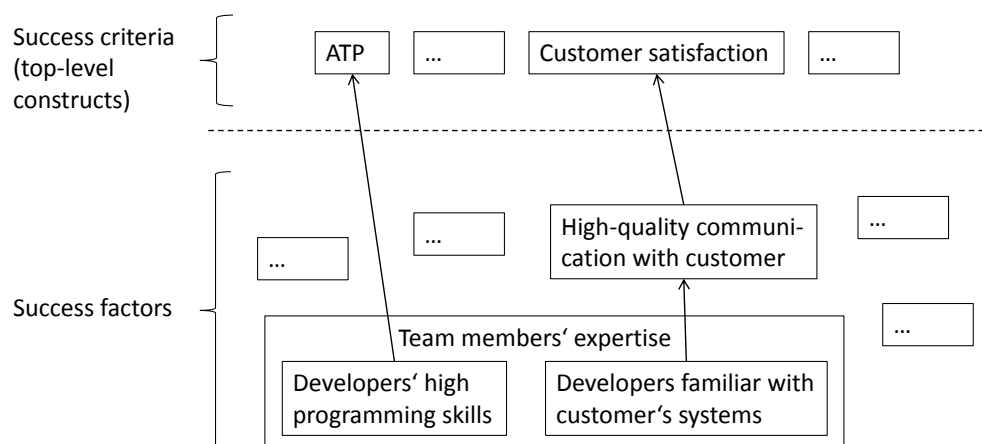 Success criteria
(top-level
constructs)
ATP
...
Customer satisfaction
...
Success factors
...
...
High-quality communi-
cation with customer
...
...
Team members‘ expertise
Developers‘ high
programming skills
Developers familiar with
customer‘s systems